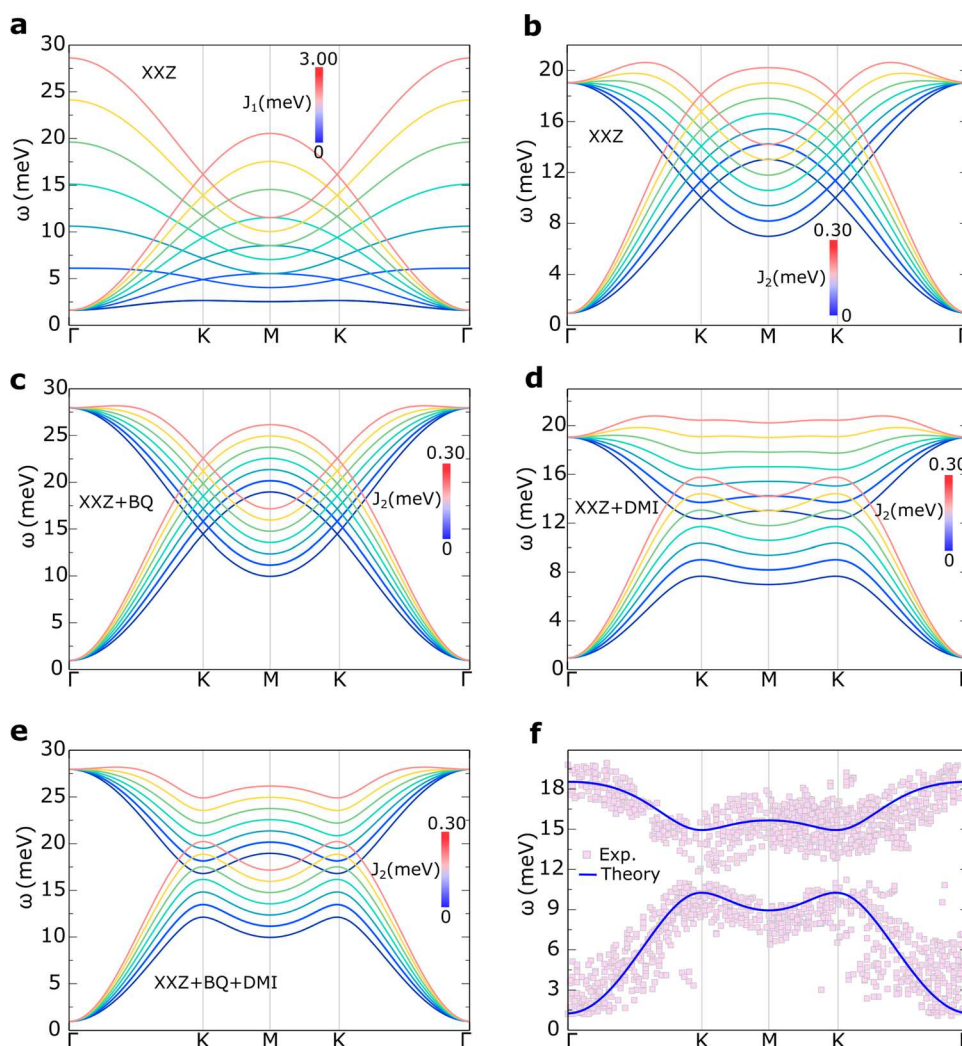 a
30
25
20
15
10
5
0
ω (meV)
XXZ
3.00
J1(meV)
0
Γ K M K Γ
b
20
16
12
8
4
0
ω (meV)
XXZ
0.30
J2(meV)
0
Γ K M K
c
30
25
20
15
10
5
0
ω (meV)
XXZ+BQ
0.30
J2(meV)
0
Γ K M K Γ
d
20
16
12
8
4
0
ω (meV)
XXZ+DMI
0.30
J2(meV)
0
Γ K M K
e
30
25
20
15
10
5
0
ω (meV)
0.30
J2(meV)
0
XXZ+BQ+DMI
Γ K M K Γ
f
18
15
12
9
6
3
0
ω (meV)
Exp.
Theory
Γ K M K